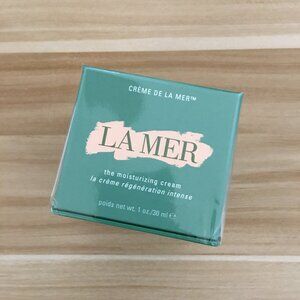 CRÈME DE LA MER™
LA MER
the moisturizing cream
la crème régénération intense
poids net wt. 1 oz./30 ml ℮